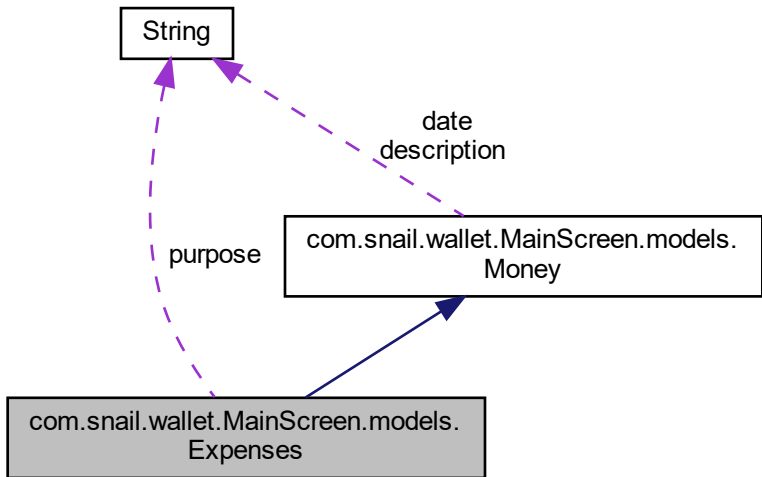 String
date
description
com.snail.wallet.MainScreen.models.
Money
purpose
com.snail.wallet.MainScreen.models.
Expenses